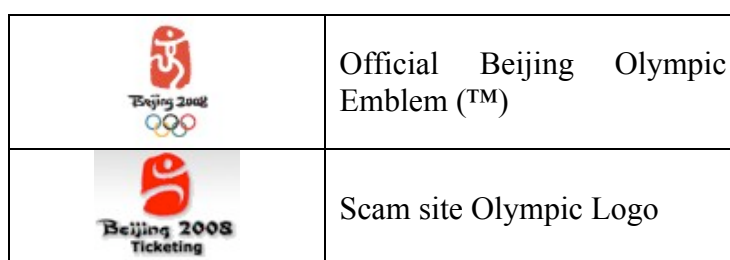 Beijing 2008
Official Beijing Olympic
Emblem (™)
Beijing 2008
Ticketing
Scam site Olympic Logo